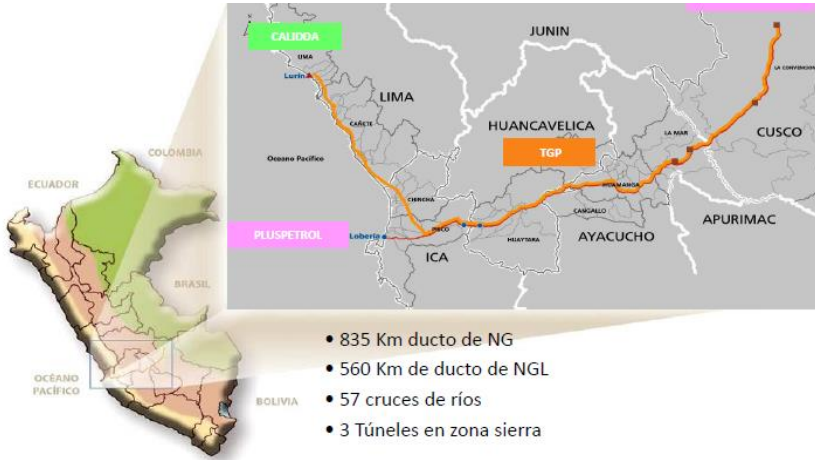 CALIDDA
LIMA
Lurín
LIMA
CAÑETE
Oceano Pacífico
CHINCHA
PLUSPETROL
Lobería
PISCO
ICA
JUNIN
HUANCAVELICA
TGP
HUAYTARA
CANGALLO
HUAMANGA
AYACUCHO
LA MAR
LA CONVENCION
CUSCO
APURIMAC
COLOMBIA
ECUADOR
BRASIL
OCÉANO
PACÍFICO
BOLIVIA
• 835 Km ducto de NG
• 560 Km de ducto de NGL
• 57 cruces de ríos
• 3 Túneles en zona sierra